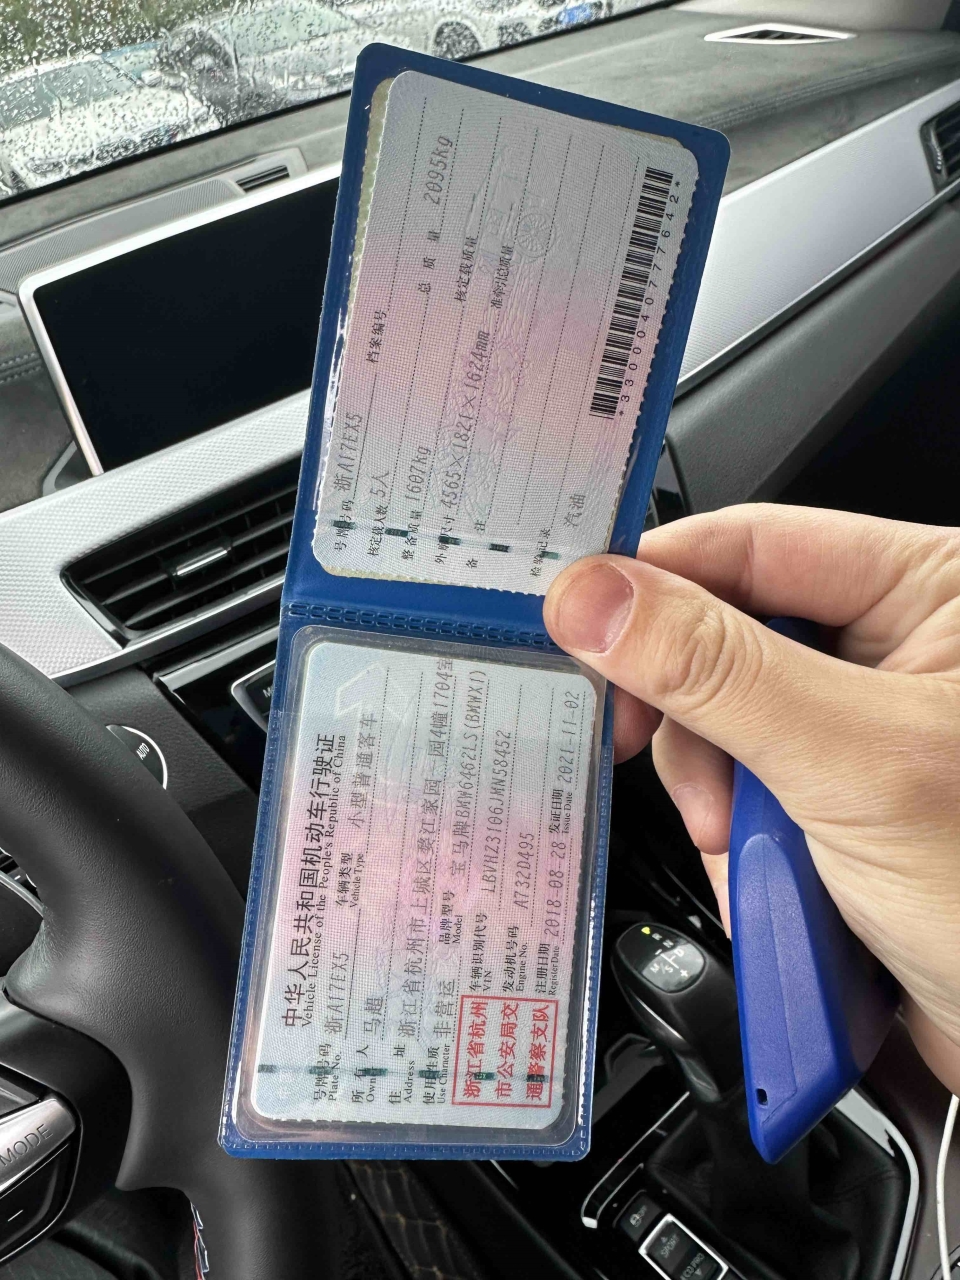 中华人民共和国机动车行驶证
Vehicle License of the People's Republic of China
号牌号码 浙A17EX5 车辆类型 小型普通客车
Plate No. Vehicle Type
所有人 马超
Owner
住址 浙江省杭州市上城区婺江家园一园4幢1704室
Address
使用性质 非营运 品牌型号 宝马牌BMW6462LS(BMWX1)
Use Character Model
浙江省杭州
市公安局交
通警察支队
车辆识别代号 LBVHZ3106JMN58452
VIN
发动机号码 A732D495
Engine No.
注册日期 2018-08-28 发证日期 2021-11-02
Register Date Issue Date
号牌号码 浙A17EX5 档案编号
核定载人数 5人 总质量 2095kg
整备质量 1607kg 核定载质量
外廓尺寸 4565×1821×1624mm 准牵引总质量
备注
检验记录 汽油
*3300040777642*
MODE
AUTO
SPORT